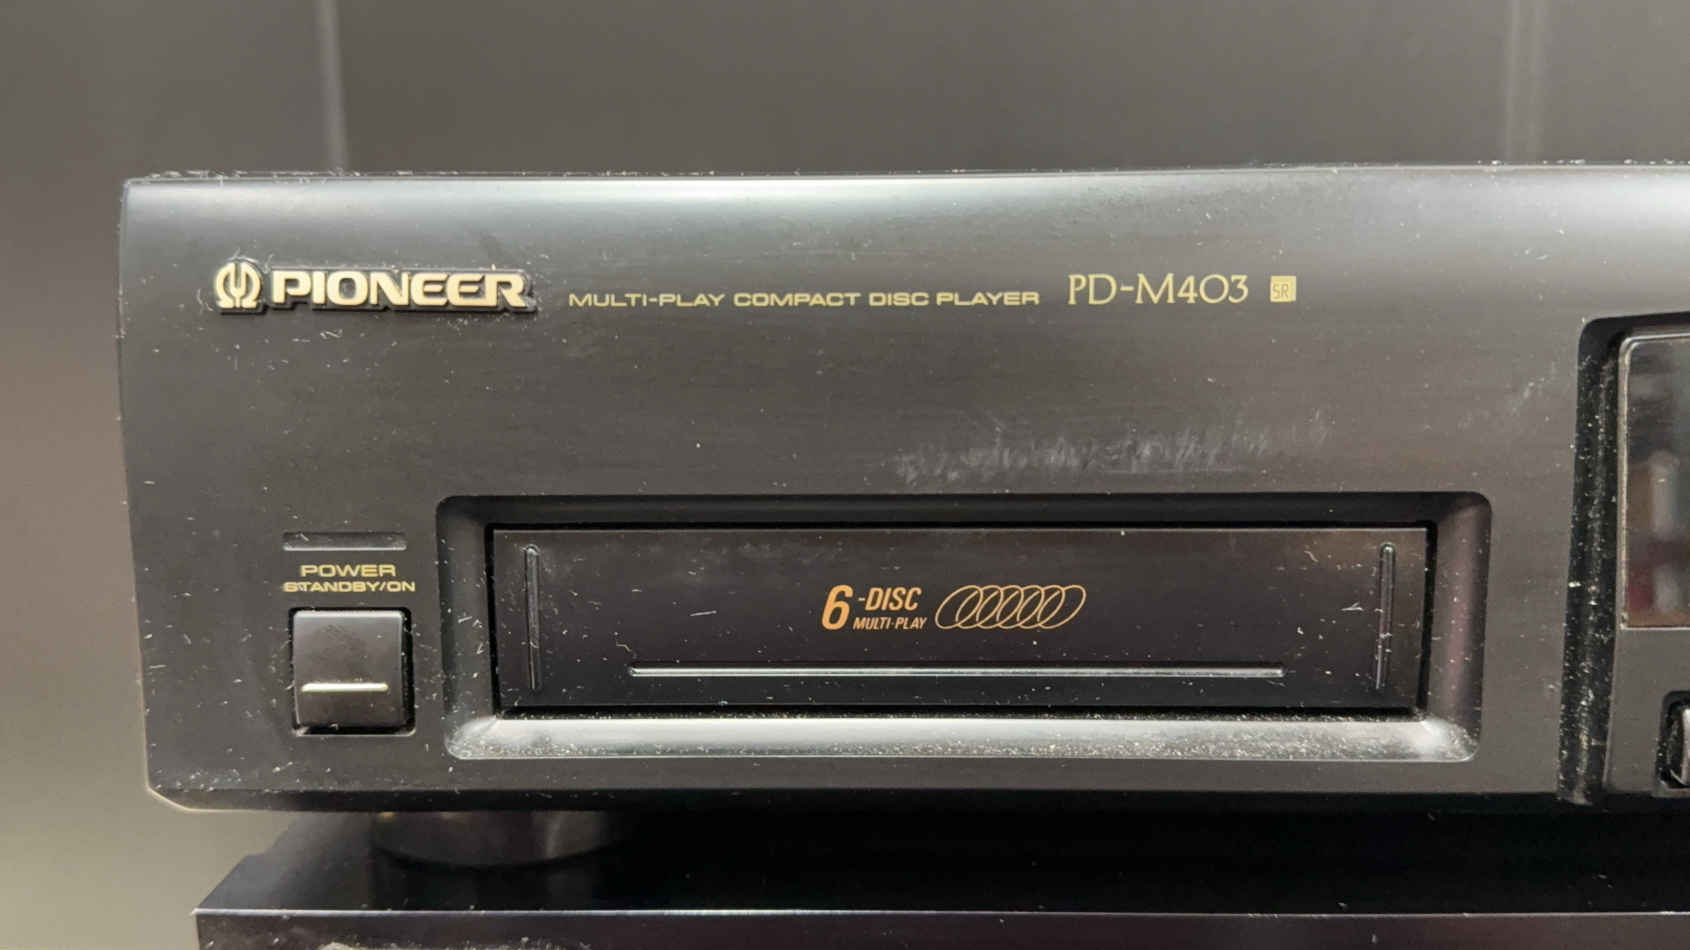 PIONEER MULTI-PLAY COMPACT DISC PLAYER PD-M403 SR
POWER
STANDBY/ON
6-DISC
MULTI-PLAY